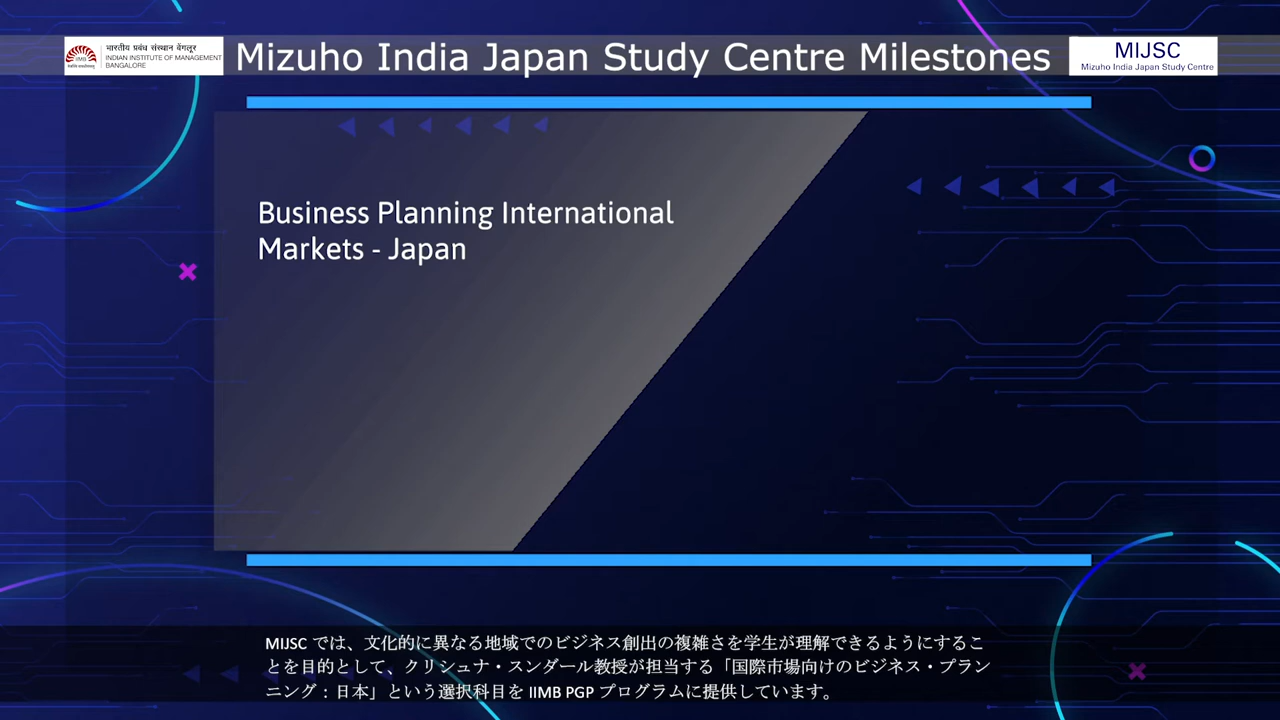 भारतीय प्रबंध संस्थान बेंगलूर
INDIAN INSTITUTE OF MANAGEMENT
BANGALORE
IIMB
Mizuho India Japan Study Centre Milestones
MIJSC
Mizuho India Japan Study Centre
Business Planning International
Markets - Japan
MIJSC では、文化的に異なる地域でのビジネス創出の複雑さを学生が理解できるようにするこ
とを目的として、クリシュナ・スンダール教授が担当する「国際市場向けのビジネス・プラン
ニング：日本」という選択科目を IIMB PGP プログラムに提供しています。